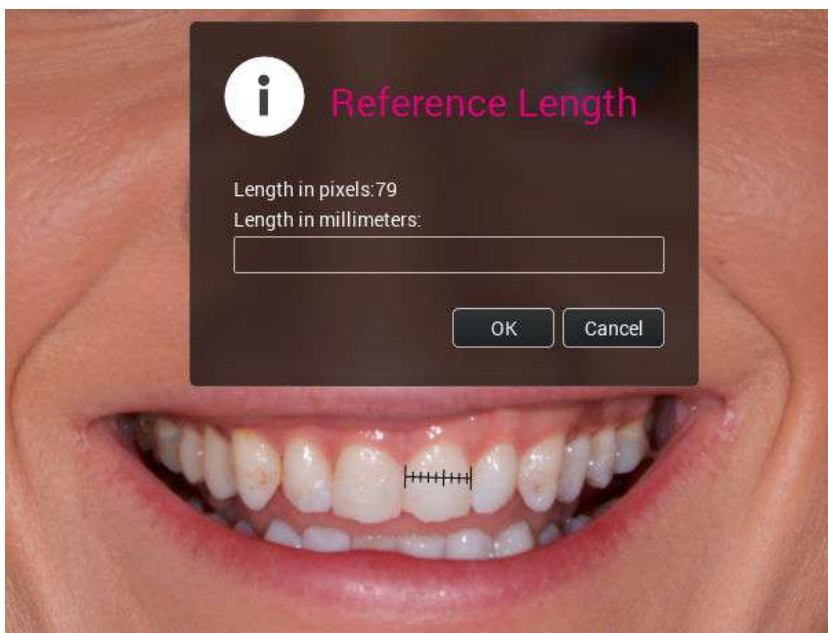 Reference Length
Length in pixels:79
Length in millimeters:
OK
Cancel